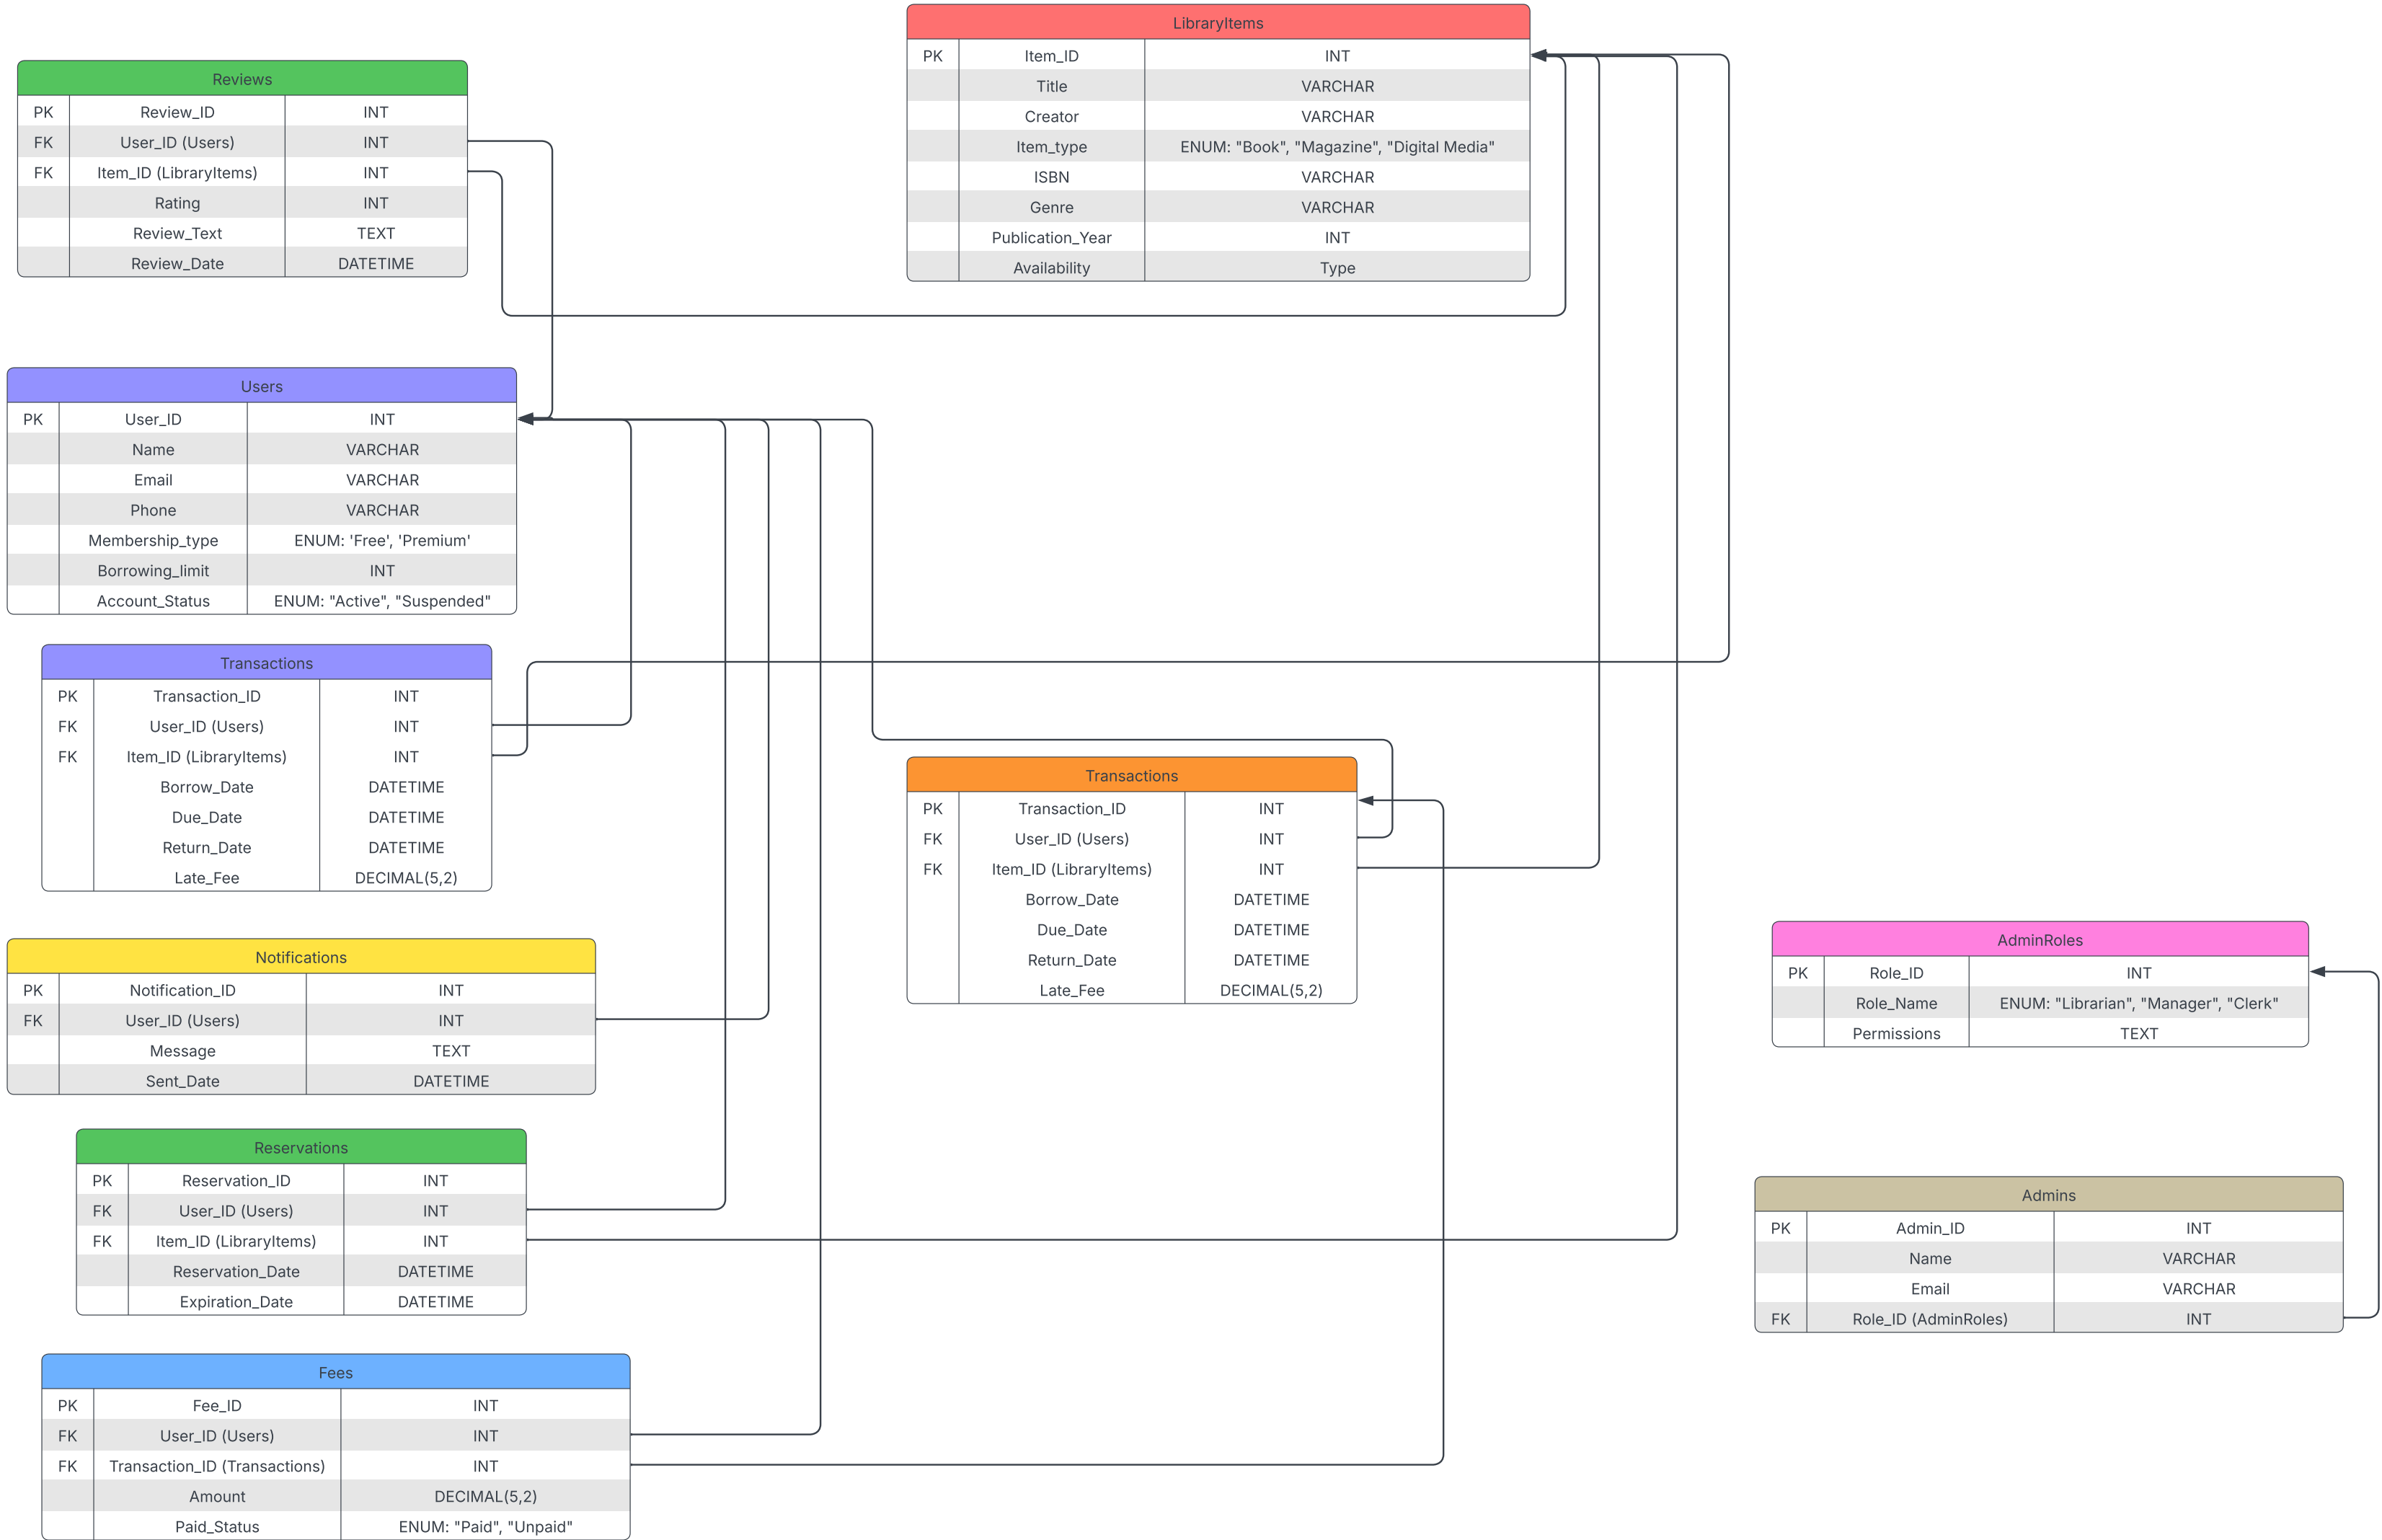 LibraryItems
PK Item_ID INT
Title VARCHAR
Creator VARCHAR
Item_type ENUM: "Book", "Magazine", "Digital Media"
ISBN VARCHAR
Genre VARCHAR
Publication_Year INT
Availability Type
Reviews
PK Review_ID INT
FK User_ID (Users) INT
FK Item_ID (LibraryItems) INT
Rating INT
Review_Text TEXT
Review_Date DATETIME
Users
PK User_ID INT
Name VARCHAR
Email VARCHAR
Phone VARCHAR
Membership_type ENUM: 'Free', 'Premium'
Borrowing_limit INT
Account_Status ENUM: "Active", "Suspended"
Transactions
PK Transaction_ID INT
FK User_ID (Users) INT
FK Item_ID (LibraryItems) INT
Borrow_Date DATETIME
Due_Date DATETIME
Return_Date DATETIME
Late_Fee DECIMAL(5,2)
Transactions
PK Transaction_ID INT
FK User_ID (Users) INT
FK Item_ID (LibraryItems) INT
Borrow_Date DATETIME
Due_Date DATETIME
Return_Date DATETIME
Late_Fee DECIMAL(5,2)
Notifications
PK Notification_ID INT
FK User_ID (Users) INT
Message TEXT
Sent_Date DATETIME
AdminRoles
PK Role_ID INT
Role_Name ENUM: "Librarian", "Manager", "Clerk"
Permissions TEXT
Reservations
PK Reservation_ID INT
FK User_ID (Users) INT
FK Item_ID (LibraryItems) INT
Reservation_Date DATETIME
Expiration_Date DATETIME
Admins
PK Admin_ID INT
Name VARCHAR
Email VARCHAR
FK Role_ID (AdminRoles) INT
Fees
PK Fee_ID INT
FK User_ID (Users) INT
FK Transaction_ID (Transactions) INT
Amount DECIMAL(5,2)
Paid_Status ENUM: "Paid", "Unpaid"